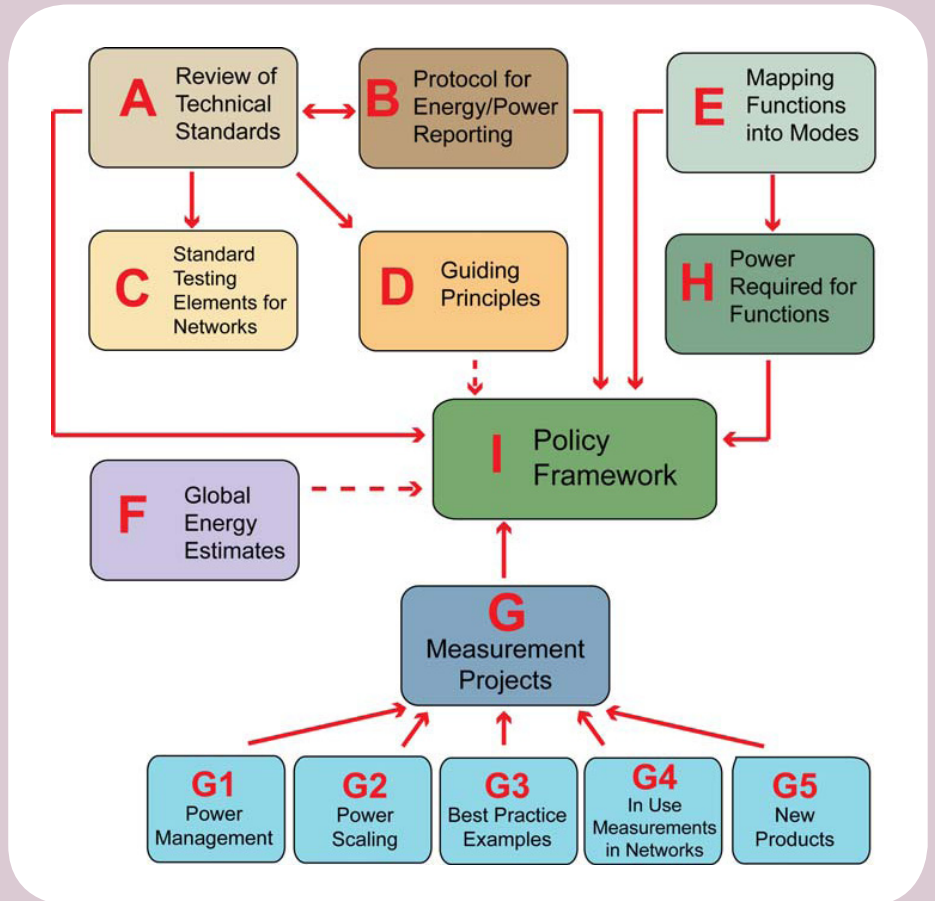 A
Review of
Technical
Standards
B
Protocol for
Energy/Power
Reporting
E
Mapping
Functions
into Modes
C
Standard
Testing
Elements for
Networks
D
Guiding
Principles
H
Power
Required for
Functions
I
Policy
Framework
F
Global
Energy
Estimates
G
Measurement
Projects
G1
Power
Management
G2
Power
Scaling
G3
Best Practice
Examples
G4
In Use
Measurements
in Networks
G5
New
Products